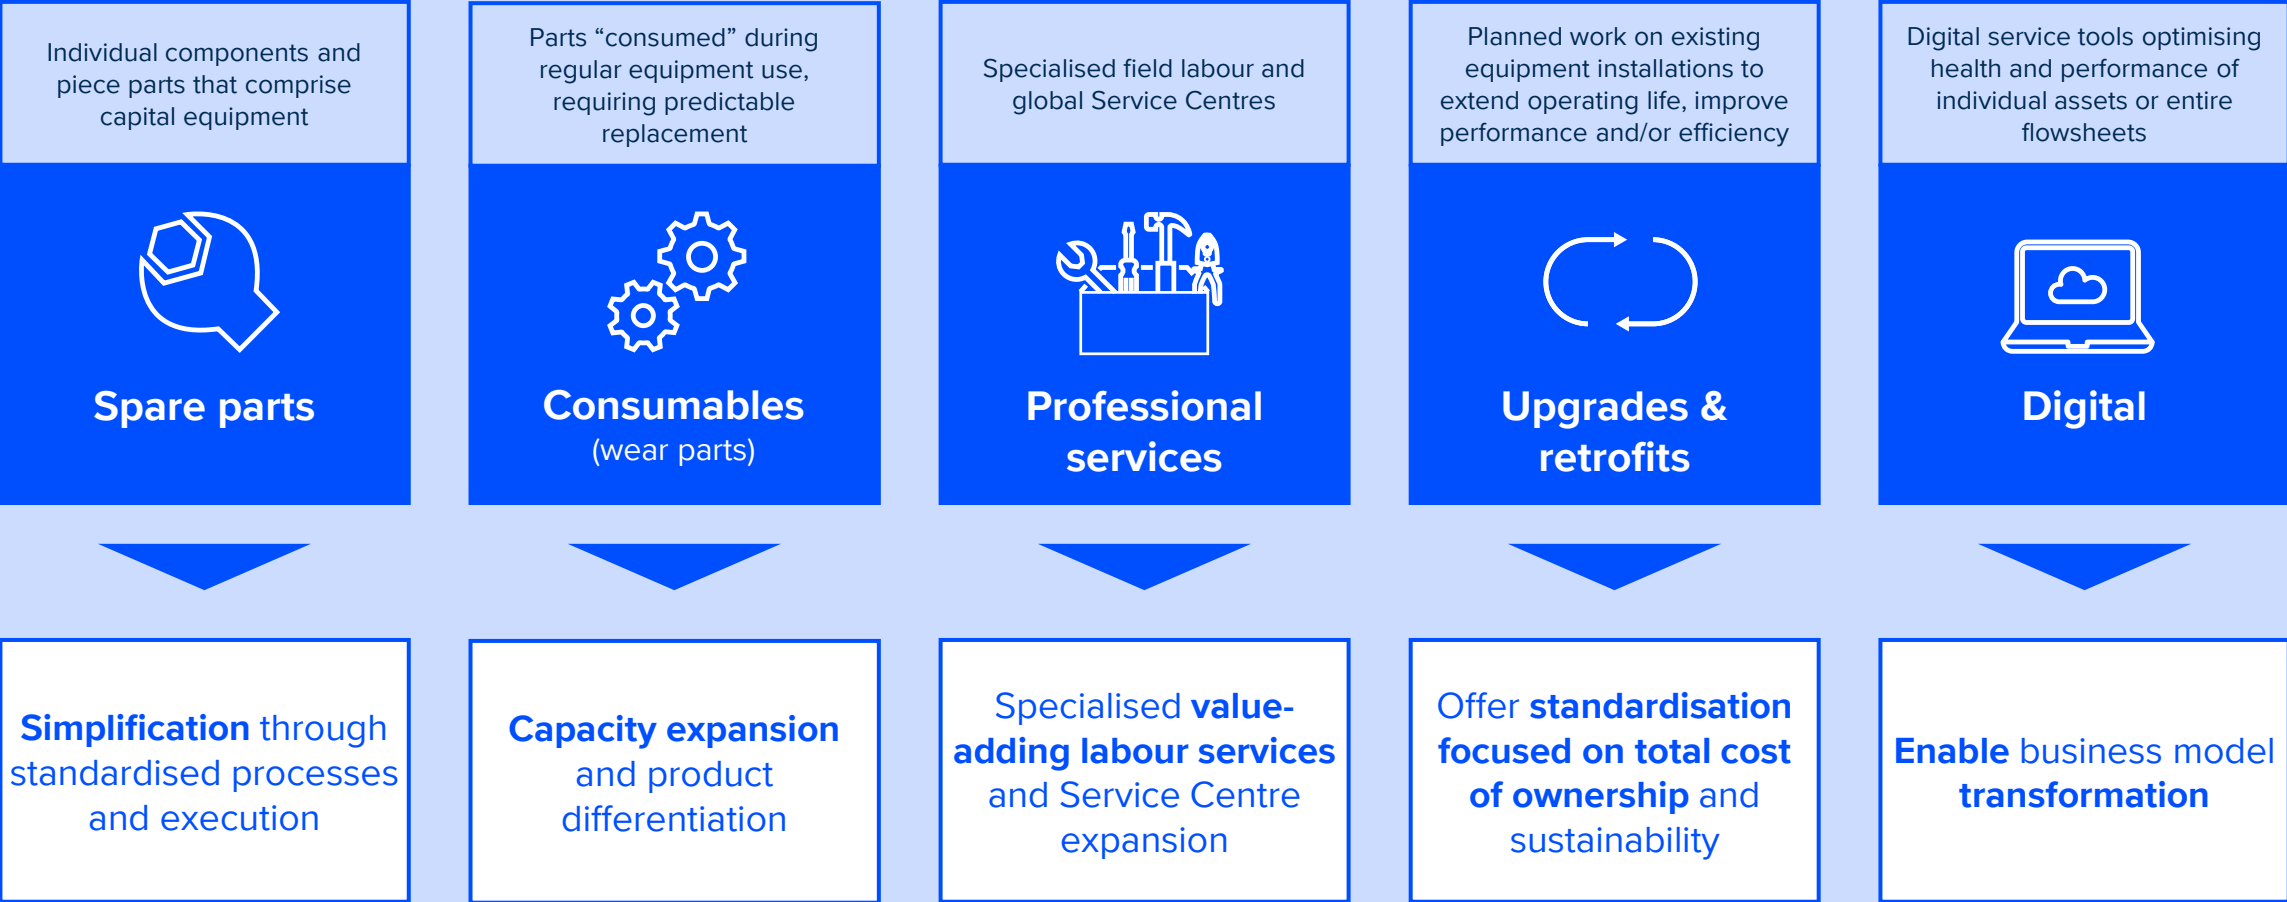 Individual components and
piece parts that comprise
capital equipment
Spare parts
Simplification through
standardised processes
and execution
Parts “consumed” during
regular equipment use,
requiring predictable
replacement
Consumables
(wear parts)
Capacity expansion
and product
differentiation
Specialised field labour and
global Service Centres
Professional
services
Specialised value-
adding labour services
and Service Centre
expansion
Planned work on existing
equipment installations to
extend operating life, improve
performance and/or efficiency
Upgrades &
retrofits
Offer standardisation
focused on total cost
of ownership and
sustainability
Digital service tools optimising
health and performance of
individual assets or entire
flowsheets
Digital
Enable business model
transformation